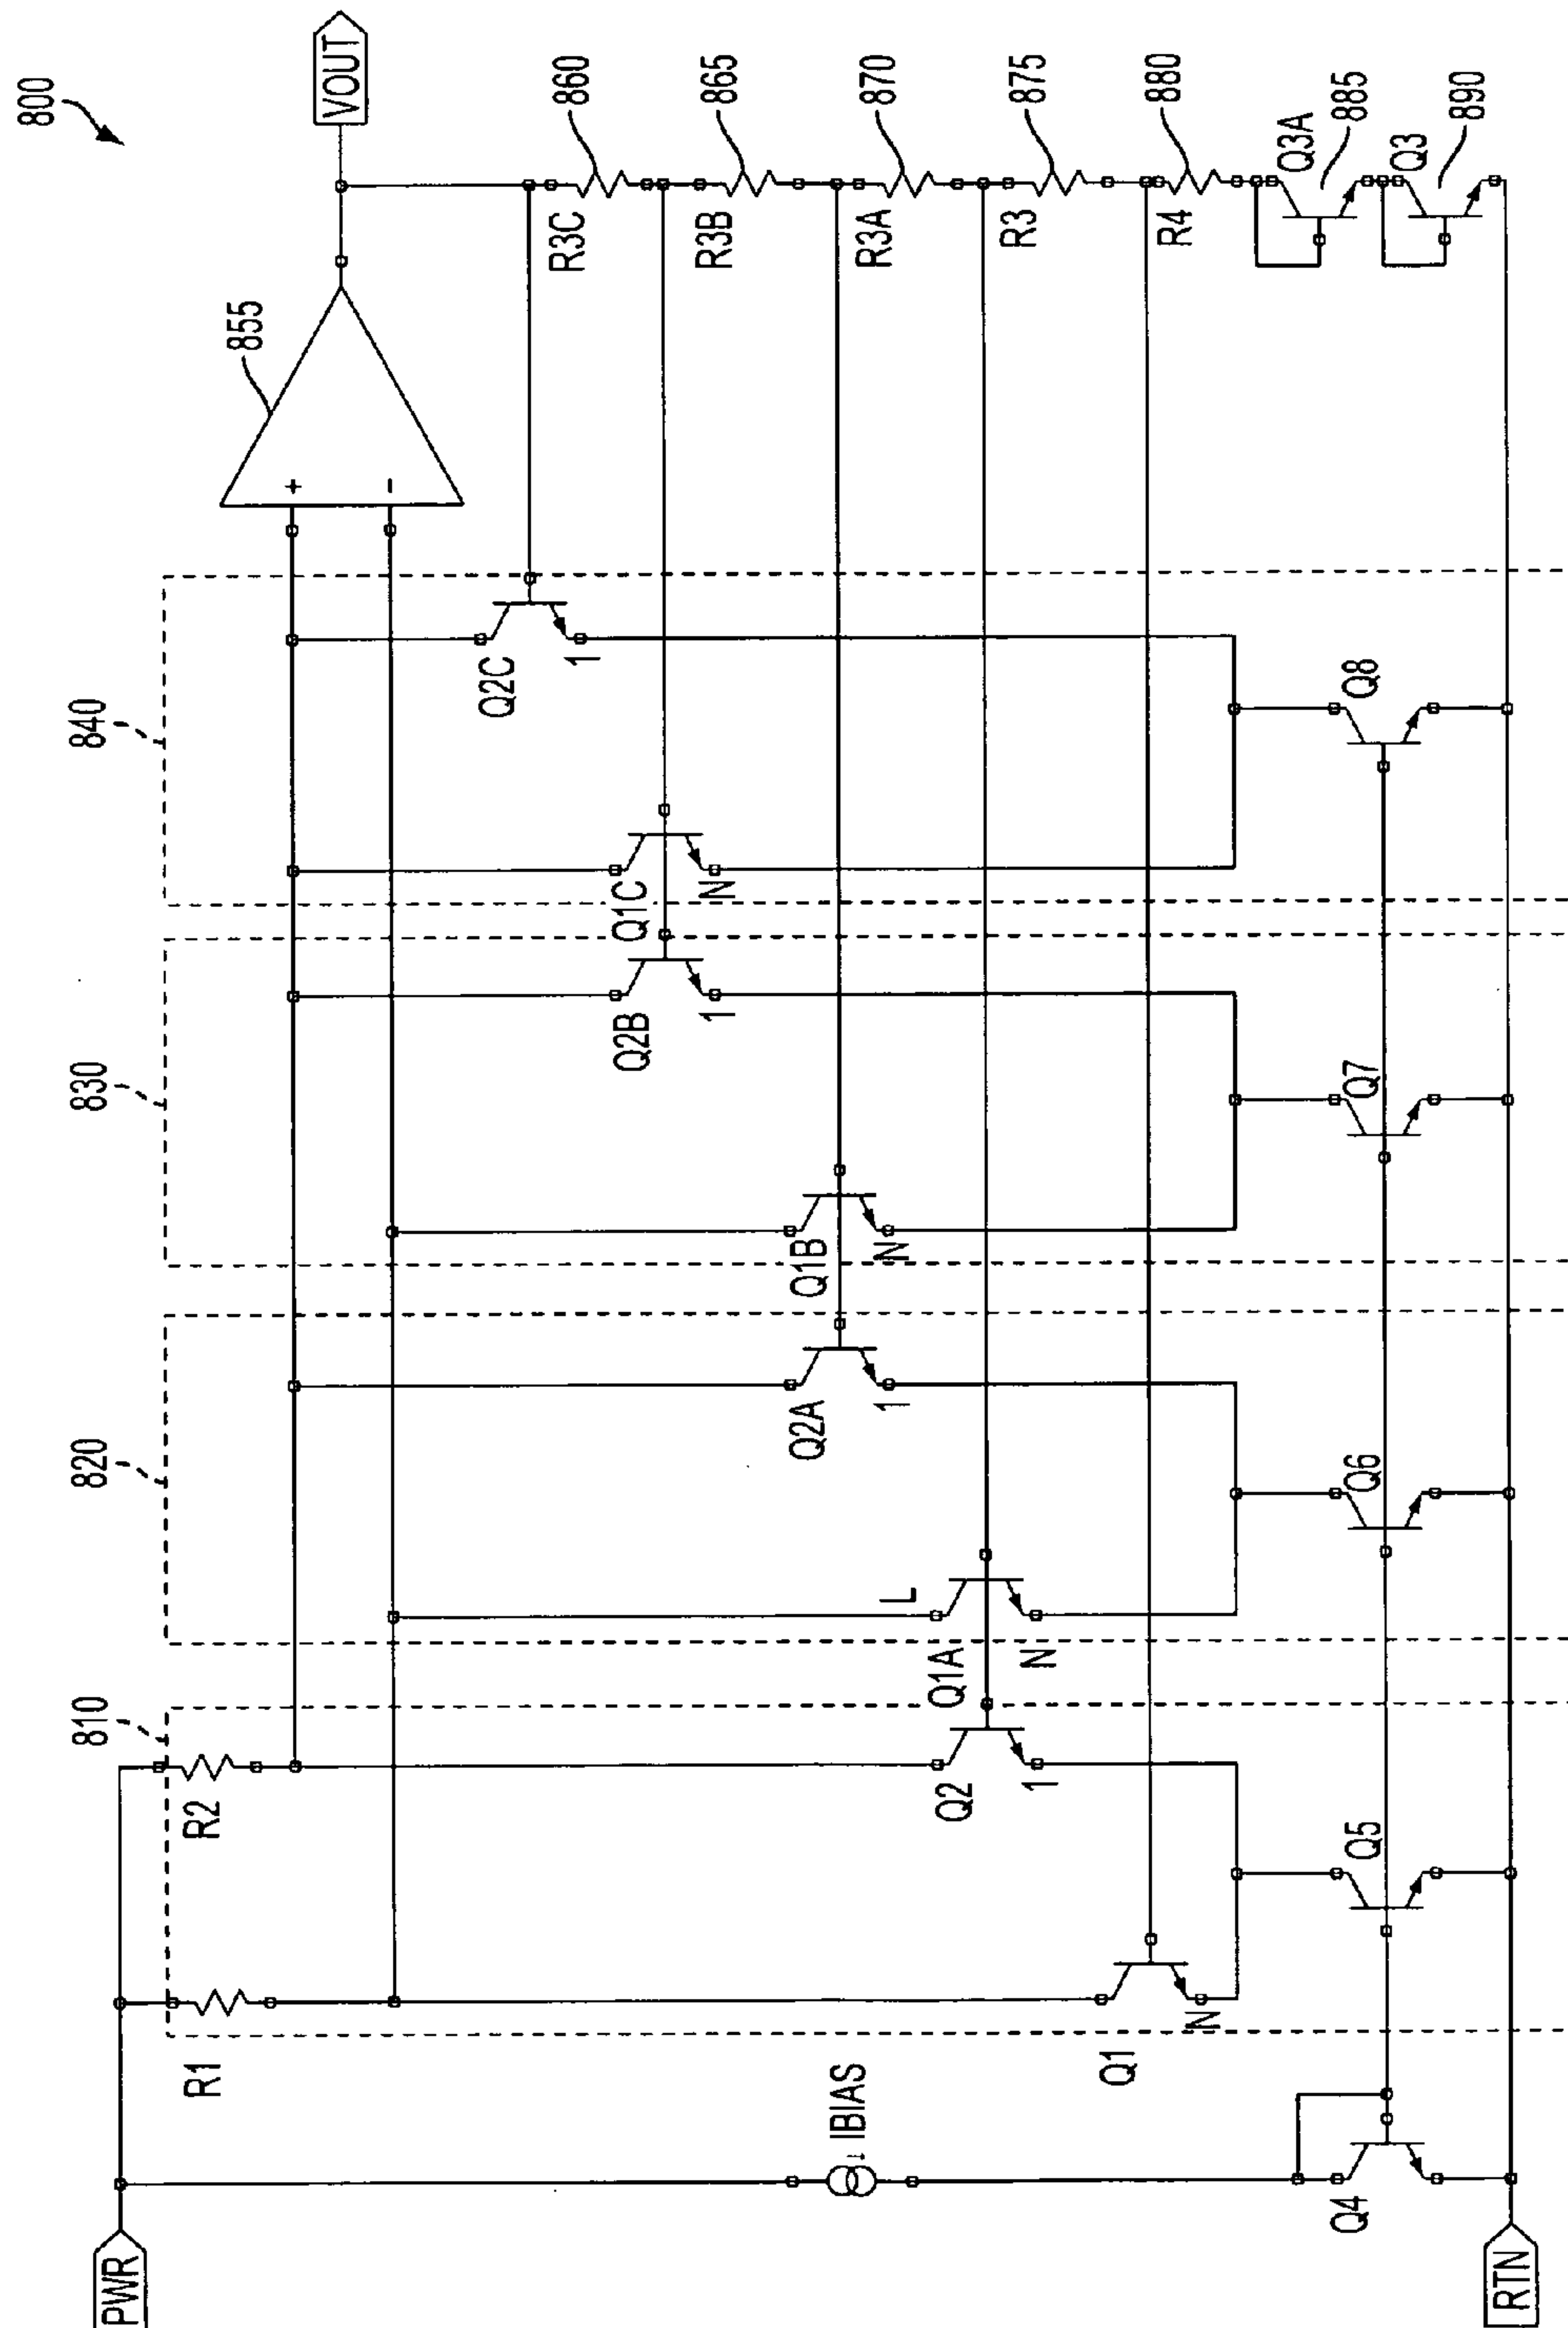 800
VOUT
855
860
R3C
865
R3B
870
R3A
875
R3
880
R4
Q3A
885
Q3
890
+
-
840
Q2C
1
Q1C
N
Q8
830
Q2B
1
Q1B
N
Q7
820
Q2A
1
L
Q1A
N
Q6
810
R2
Q2
1
R1
Q1
N
Q5
IBIAS
Q4
PWR
RTN